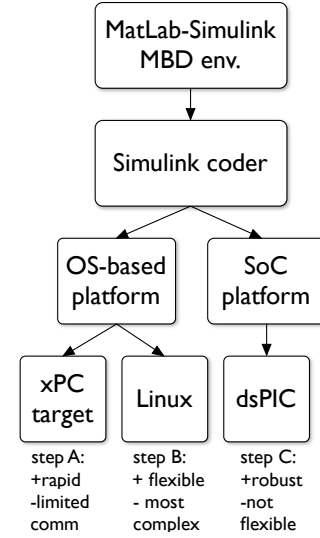 MatLab-Simulink
MBD env.
Simulink coder
OS-based
platform
SoC
platform
xPC
target
Linux
dsPIC
step A:
+rapid
-limited
comm
step B:
+ flexible
- most
complex
step C:
+robust
-not
flexible